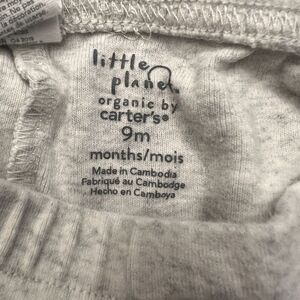 little
planet
organic by
carter's®
9m
months/mois
Made in Cambodia
Fabriqué au Cambodge
Hecho en Camboya